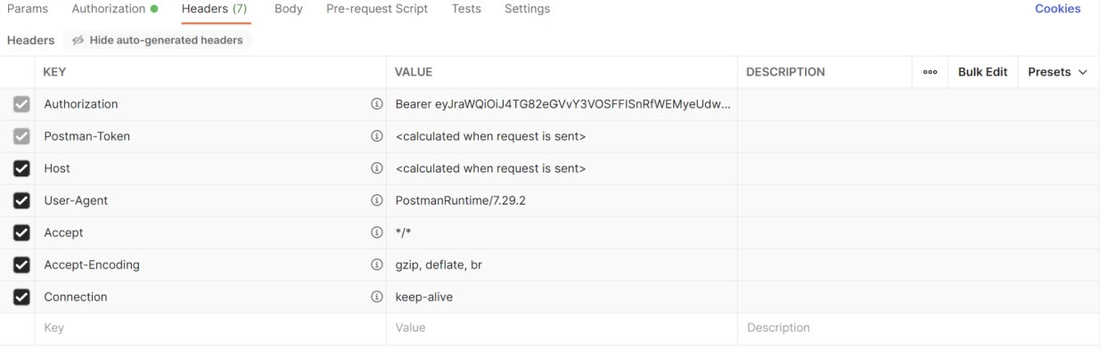 Params Authorization Headers (7) Body Pre-request Script Tests Settings Cookies
Headers Hide auto-generated headers
KEY VALUE DESCRIPTION ooo Bulk Edit Presets
Authorization Bearer eyJraWQiOiJ4TG82eGVvY3VOSFFISnRfWEMyeUdw...
Postman-Token <calculated when request is sent>
Host <calculated when request is sent>
User-Agent PostmanRuntime/7.29.2
Accept */*
Accept-Encoding gzip, deflate, br
Connection keep-alive
Key Value Description